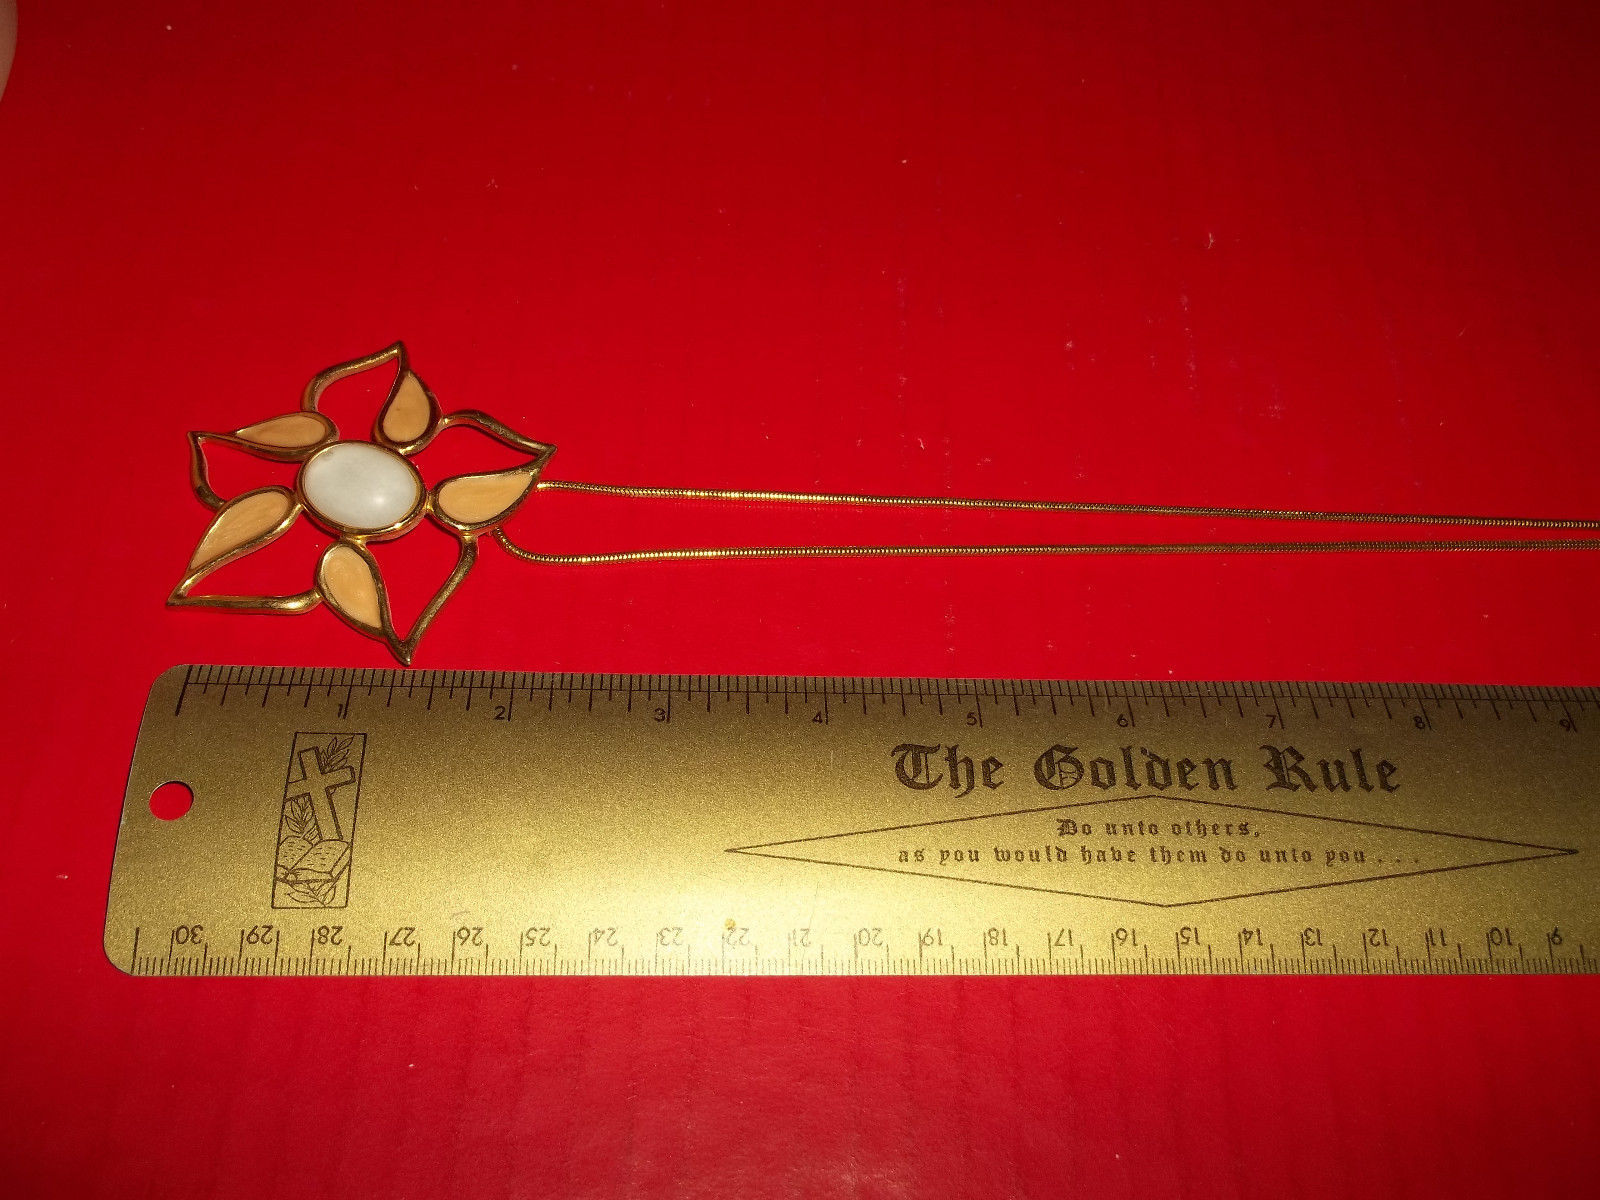 1 2 3 4 5 6 7 8 9
The Golden Rule
Do unto others,
as you would have them do unto you . . .
30 29 28 27 26 25 24 23 22 21 20 19 18 17 16 15 14 13 12 11 10 9